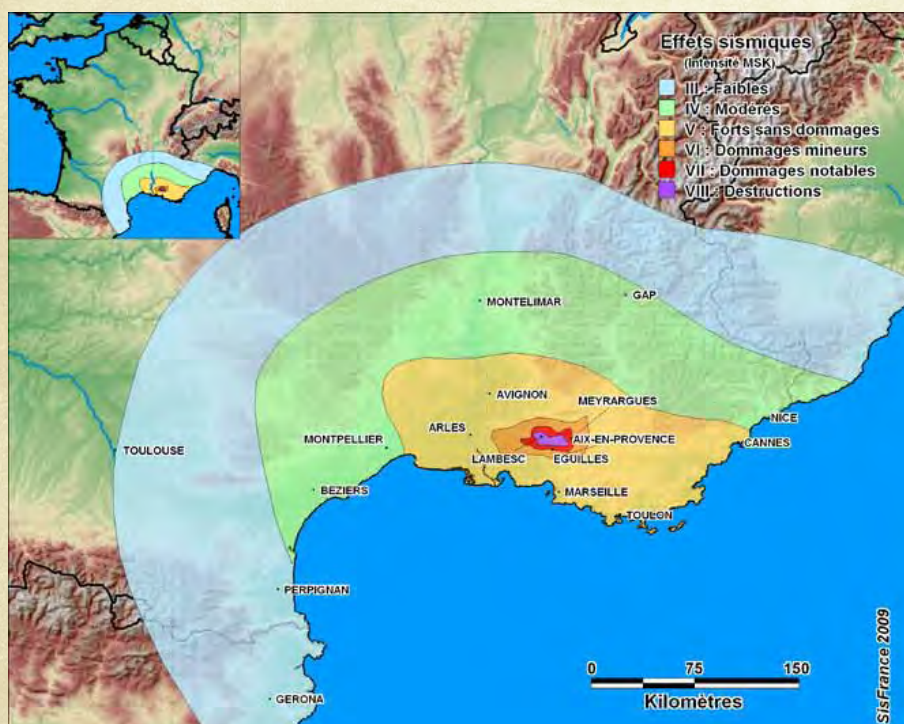 Effets sismiques
(Intensité MSK)
III : Faibles
IV : Modérés
V : Forts sans dommages
VI : Dommages mineurs
VII : Dommages notables
VIII : Destructions
MONTELIMAR
GAP
AVIGNON
MEYRARGUES
NICE
ARLES
AIX-EN-PROVENCE
CANNES
MONTPELLIER
TOULOUSE
LAMBESC
EGUILLES
BEZIERS
MARSEILLE
TOULON
PERPIGNAN
GERONA
0 75 150
Kilomètres
SisFrance 2009